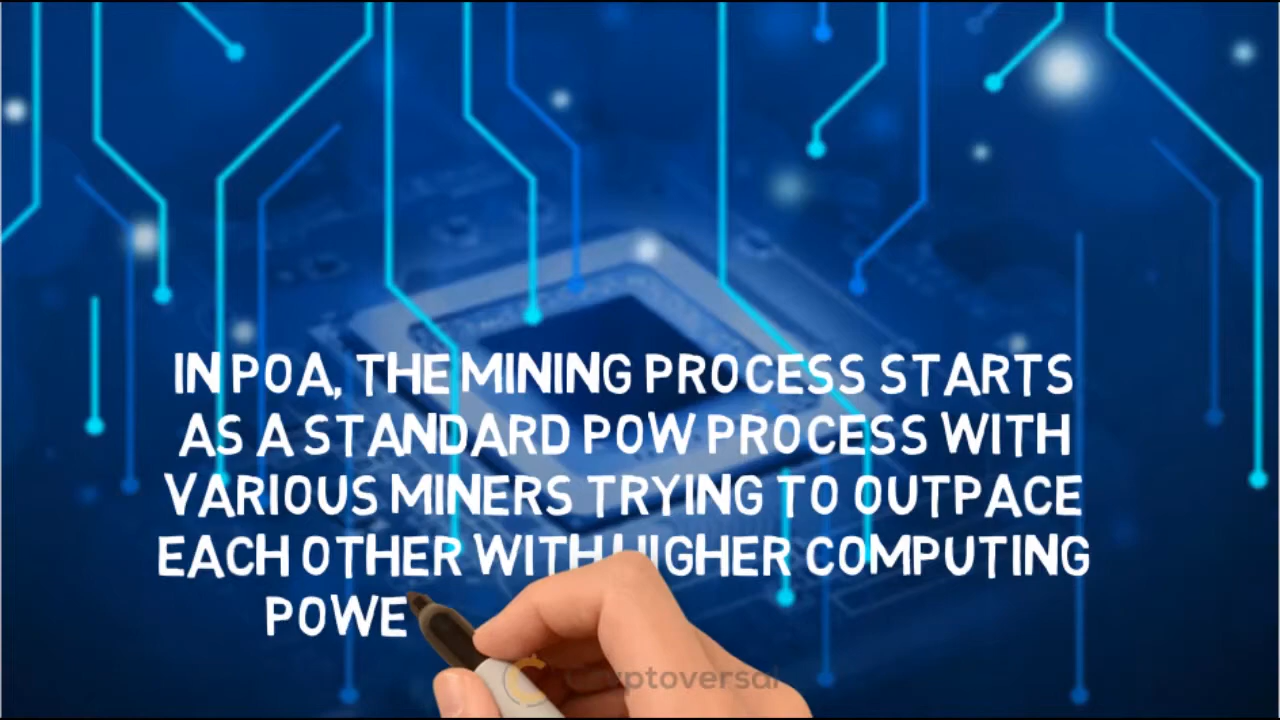 IN POA, THE MINING PROCESS STARTS
AS A STANDARD POW PROCESS WITH
VARIOUS MINERS TRYING TO OUTPACE
EACH OTHER WITH HIGHER COMPUTING
POWE